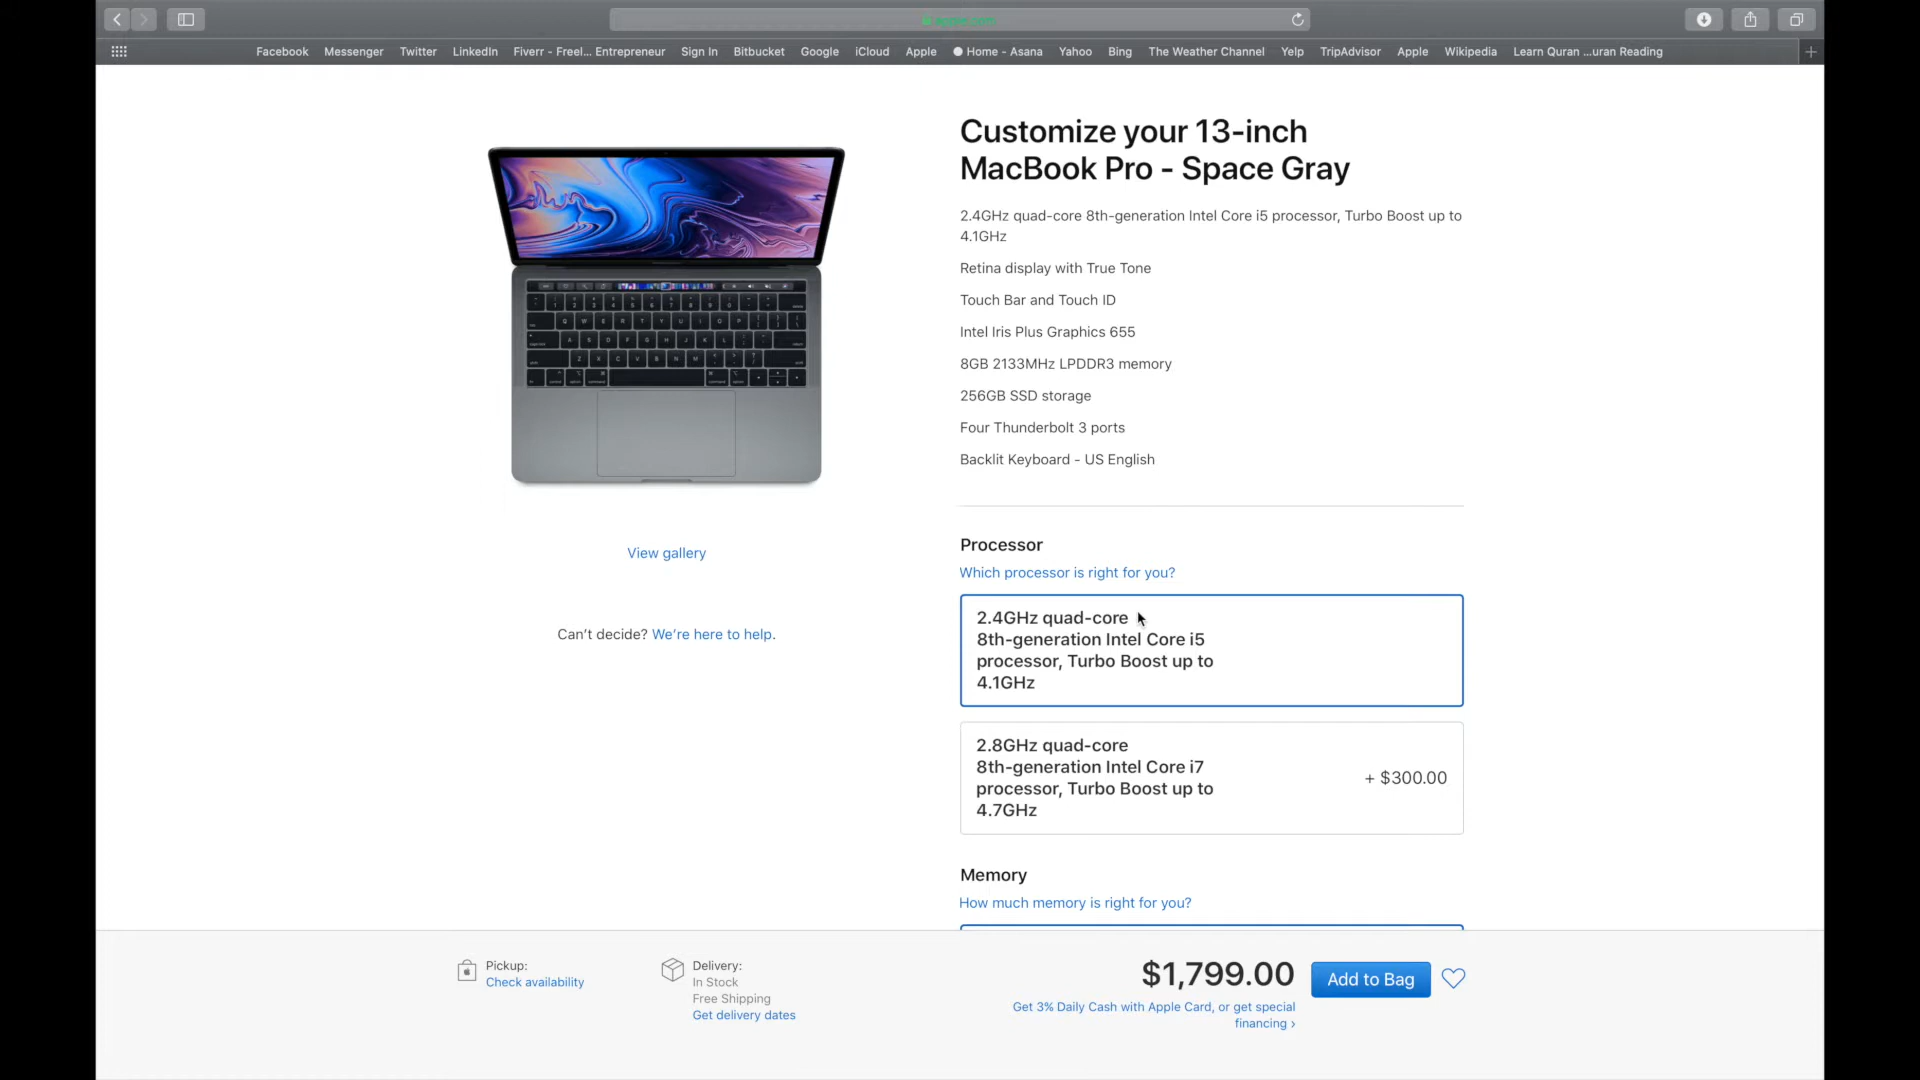 Facebook Messenger Twitter LinkedIn Fiverr - Freel... Entrepreneur Sign In Bitbucket Google iCloud Apple Home - Asana Yahoo Bing The Weather Channel Yelp TripAdvisor Apple Wikipedia Learn Quran ...uran Reading
Customize your 13-inch
MacBook Pro - Space Gray
2.4GHz quad-core 8th-generation Intel Core i5 processor, Turbo Boost up to
4.1GHz
Retina display with True Tone
Touch Bar and Touch ID
Intel Iris Plus Graphics 655
8GB 2133MHz LPDDR3 memory
256GB SSD storage
Four Thunderbolt 3 ports
Backlit Keyboard - US English
View gallery
Can't decide? We're here to help.
Processor
Which processor is right for you?
2.4GHz quad-core
8th-generation Intel Core i5
processor, Turbo Boost up to
4.1GHz
2.8GHz quad-core
8th-generation Intel Core i7
processor, Turbo Boost up to
4.7GHz
+ $300.00
Memory
How much memory is right for you?
Pickup:
Check availability
Delivery:
In Stock
Free Shipping
Get delivery dates
$1,799.00
Get 3% Daily Cash with Apple Card, or get special
financing ›
Add to Bag